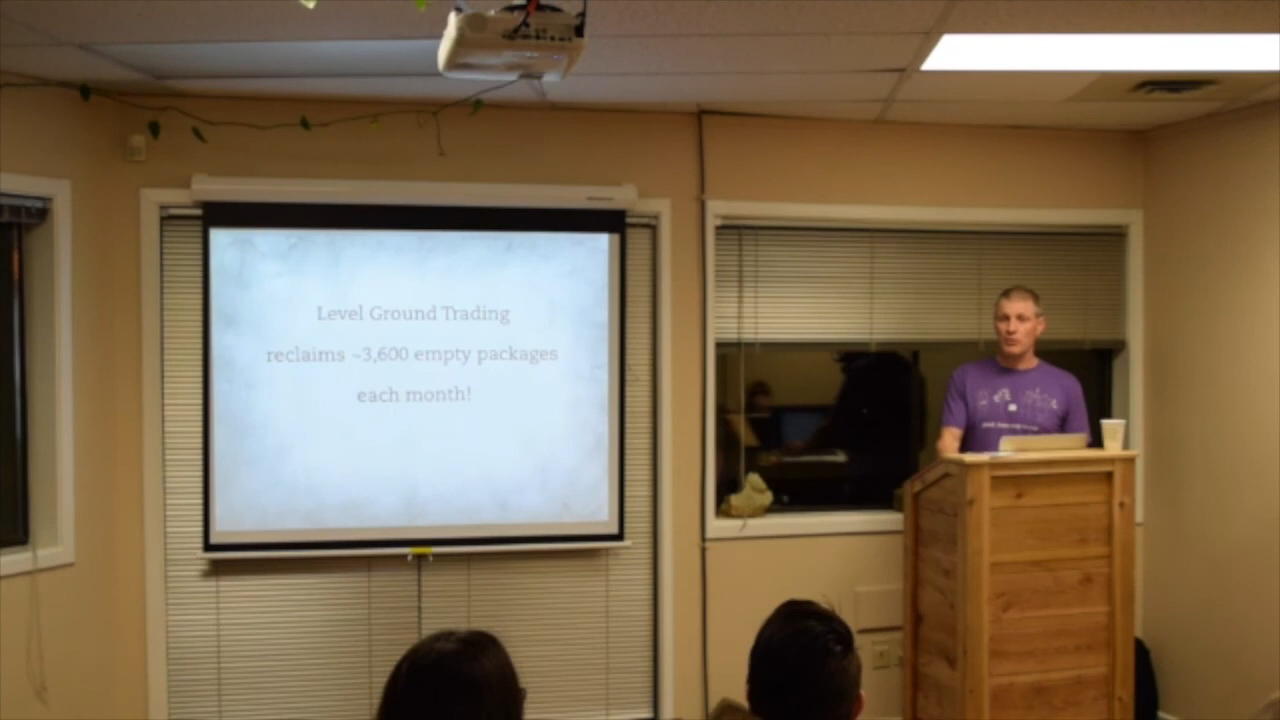 Level Ground Trading
reclaims ~3,600 empty packages
each month!